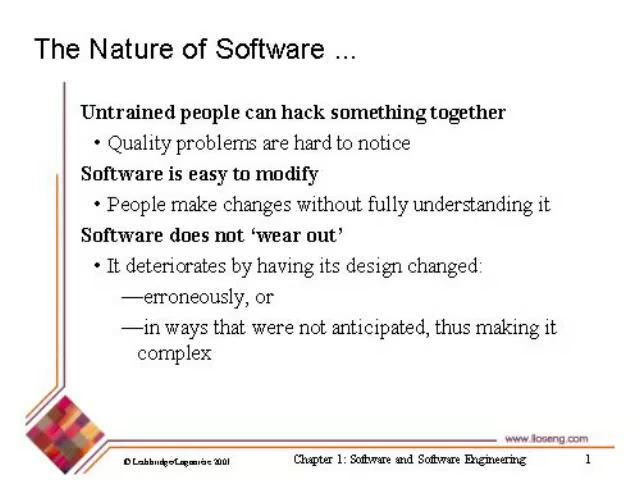 The Nature of Software ...
Untrained people can hack something together
• Quality problems are hard to notice
Software is easy to modify
• People make changes without fully understanding it
Software does not ‘wear out’
• It deteriorates by having its design changed:
—erroneously, or
—in ways that were not anticipated, thus making it
complex
www.lloseng.com
© Lethbridge/Laganière 2001
Chapter 1: Software and Software Engineering
1